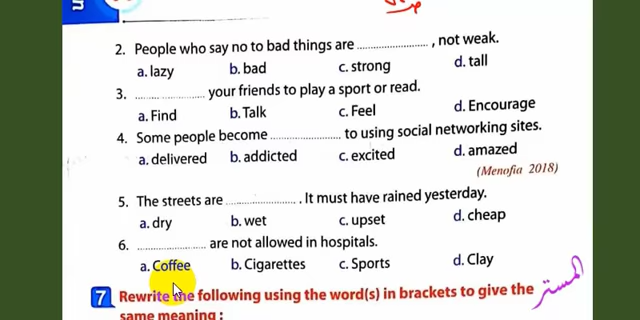 2. People who say no to bad things are ........................ , not weak.
a. lazy b. bad c. strong d. tall
3. ........................ your friends to play a sport or read.
a. Find b. Talk c. Feel d. Encourage
4. Some people become ........................ to using social networking sites.
a. delivered b. addicted c. excited d. amazed
(Menofia 2018)
5. The streets are ........................ . It must have rained yesterday.
a. dry b. wet c. upset d. cheap
6. ........................ are not allowed in hospitals.
a. Coffee b. Cigarettes c. Sports d. Clay
7 Rewrite the following using the word(s) in brackets to give the
same meaning :
المستر